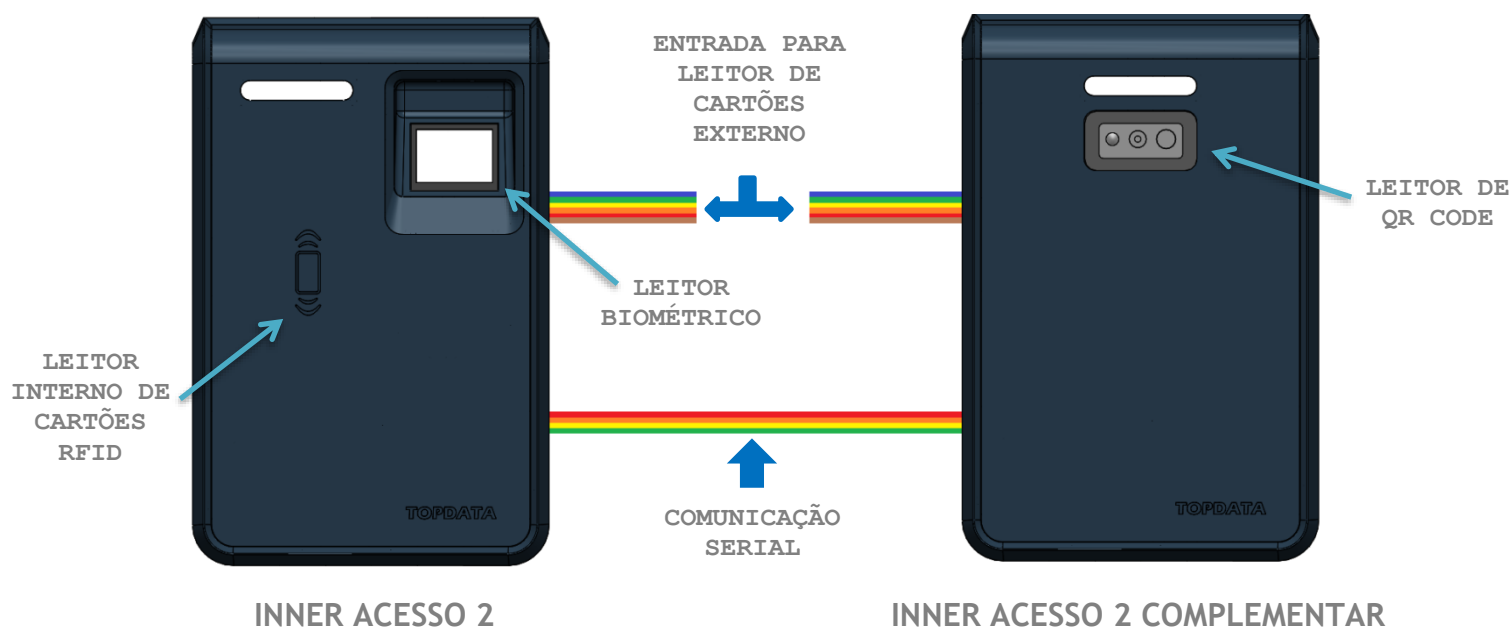 ENTRADA PARA
LEITOR DE
CARTÕES
EXTERNO
LEITOR DE
QR CODE
LEITOR
BIOMÉTRICO
LEITOR
INTERNO DE
CARTÕES
RFID
TOPDATA
TOPDATA
COMUNICAÇÃO
SERIAL
INNER ACESSO 2
INNER ACESSO 2 COMPLEMENTAR